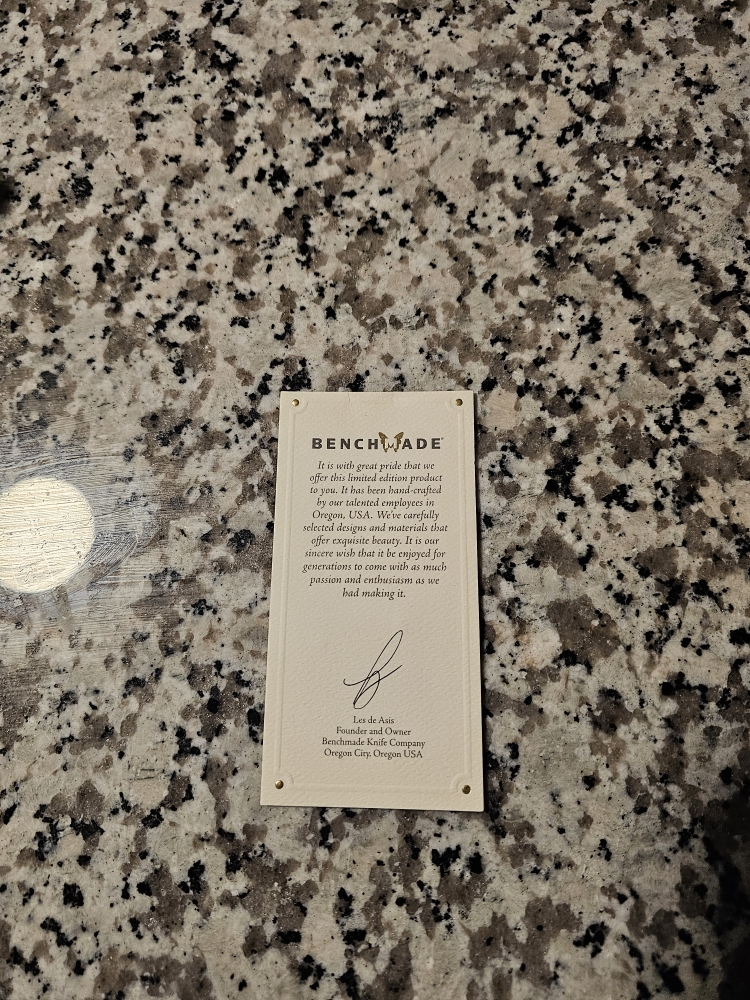 BENCHMADE®
It is with great pride that we
offer this limited edition product
to you. It has been hand-crafted
by our talented employees in
Oregon, USA. We've carefully
selected designs and materials that
offer exquisite beauty. It is our
sincere wish that it be enjoyed for
generations to come with as much
passion and enthusiasm as we
had making it.
Les de Asis
Founder and Owner
Benchmade Knife Company
Oregon City, Oregon USA